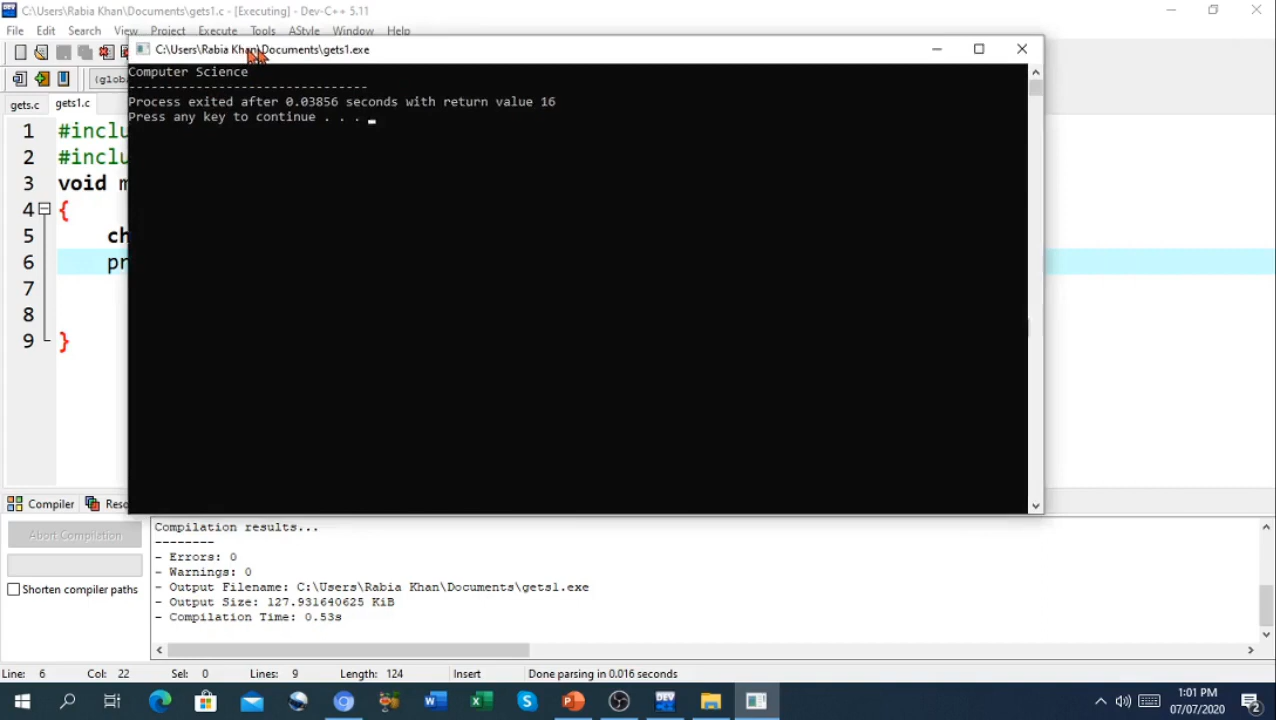 C:\Users\Rabia Khan\Documents\gets1.c - [Executing] - Dev-C++ 5.11
File Edit Search View Project Execute Tools AStyle Window Help
C:\Users\Rabia Khan\Documents\gets1.exe
(globa
gets.c gets1.c
Computer Science
--------------------------------
Process exited after 0.03856 seconds with return value 16
Press any key to continue . . .
1 #inclu
2 #inclu
3 void m
4 {
5 ch
6 pr
7
8
9 }
Compiler Reso
Abort Compilation
Shorten compiler paths
Compilation results...
--------
- Errors: 0
- Warnings: 0
- Output Filename: C:\Users\Rabia Khan\Documents\gets1.exe
- Output Size: 127.931640625 KiB
- Compilation Time: 0.53s
Line: 6 Col: 22 Sel: 0 Lines: 9 Length: 124 Insert Done parsing in 0.016 seconds
1:01 PM
07/07/2020
2